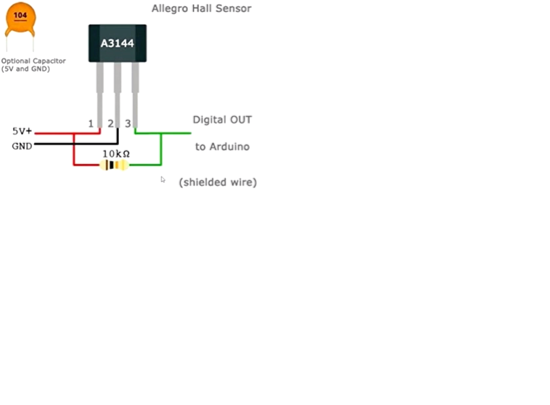 Allegro Hall Sensor
104
A3144
Optional Capacitor
(5V and GND)
1 2 3
5V+
GND
10kΩ
Digital OUT
to Arduino
(shielded wire)